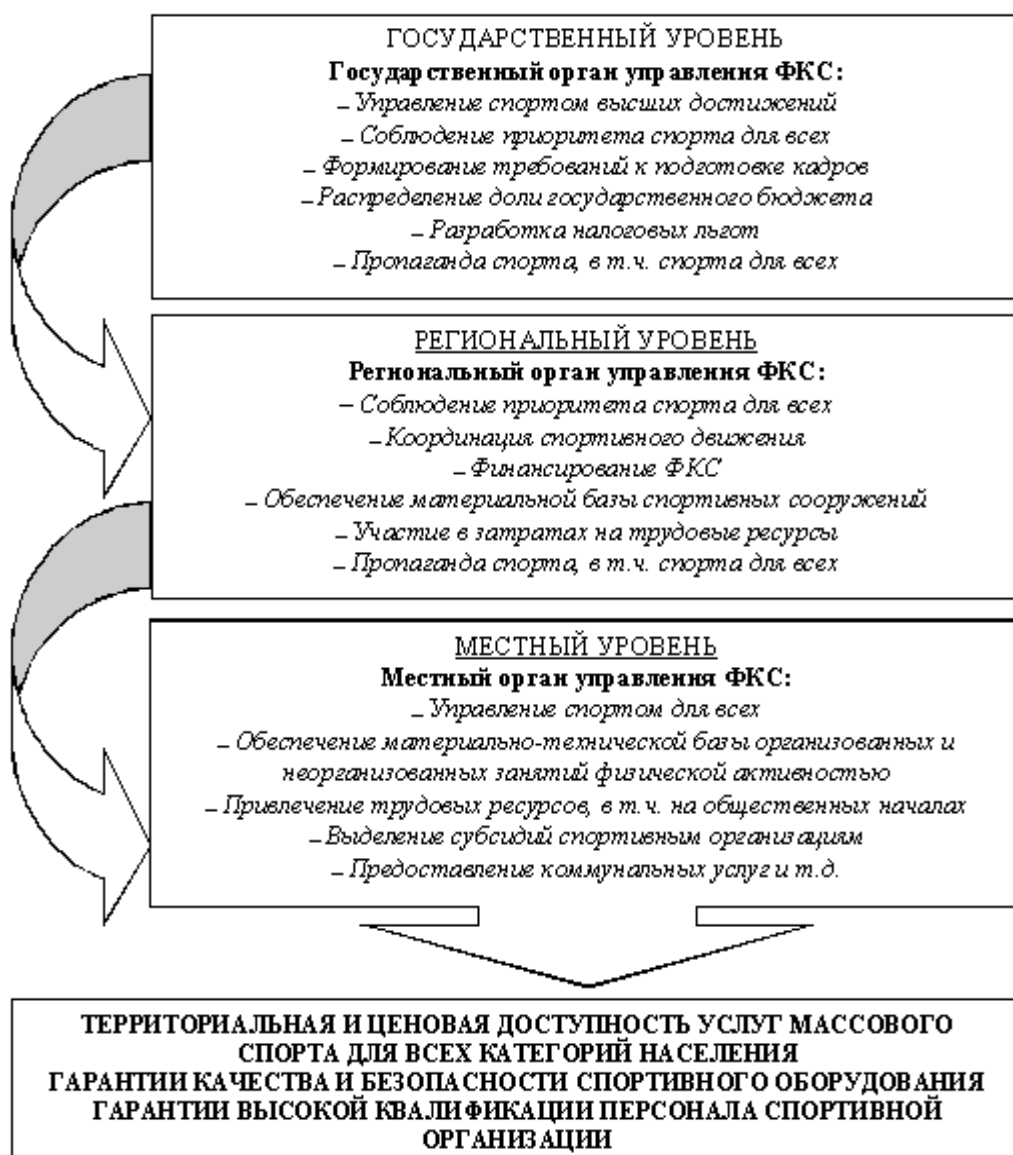 ГОСУДАРСТВЕННЫЙ УРОВЕНЬ
Государственный орган управления ФКС:
– Управление спортом высших достижений
– Соблюдение приоритета спорта для всех
– Формирование требований к подготовке кадров
– Распределение доли государственного бюджета
– Разработка налоговых льгот
– Пропаганда спорта, в т.ч. спорта для всех
РЕГИОНАЛЬНЫЙ УРОВЕНЬ
Региональный орган управления ФКС:
– Соблюдение приоритета спорта для всех
– Координация спортивного движения
– Финансирование ФКС
– Обеспечение материальной базы спортивных сооружений
– Участие в затратах на трудовые ресурсы
– Пропаганда спорта, в т.ч. спорта для всех
МЕСТНЫЙ УРОВЕНЬ
Местный орган управления ФКС:
– Управление спортом для всех
– Обеспечение материально-технической базы организованных и
неорганизованных занятий физической активностью
– Привлечение трудовых ресурсов, в т.ч. на общественных началах
– Выделение субсидий спортивным организациям
– Предоставление коммунальных услуг и т.д.
ТЕРРИТОРИАЛЬНАЯ И ЦЕНОВАЯ ДОСТУПНОСТЬ УСЛУГ МАССОВОГО
СПОРТА ДЛЯ ВСЕХ КАТЕГОРИЙ НАСЕЛЕНИЯ
ГАРАНТИИ КАЧЕСТВА И БЕЗОПАСНОСТИ СПОРТИВНОГО ОБОРУДОВАНИЯ
ГАРАНТИИ ВЫСОКОЙ КВАЛИФИКАЦИИ ПЕРСОНАЛА СПОРТИВНОЙ
ОРГАНИЗАЦИИ